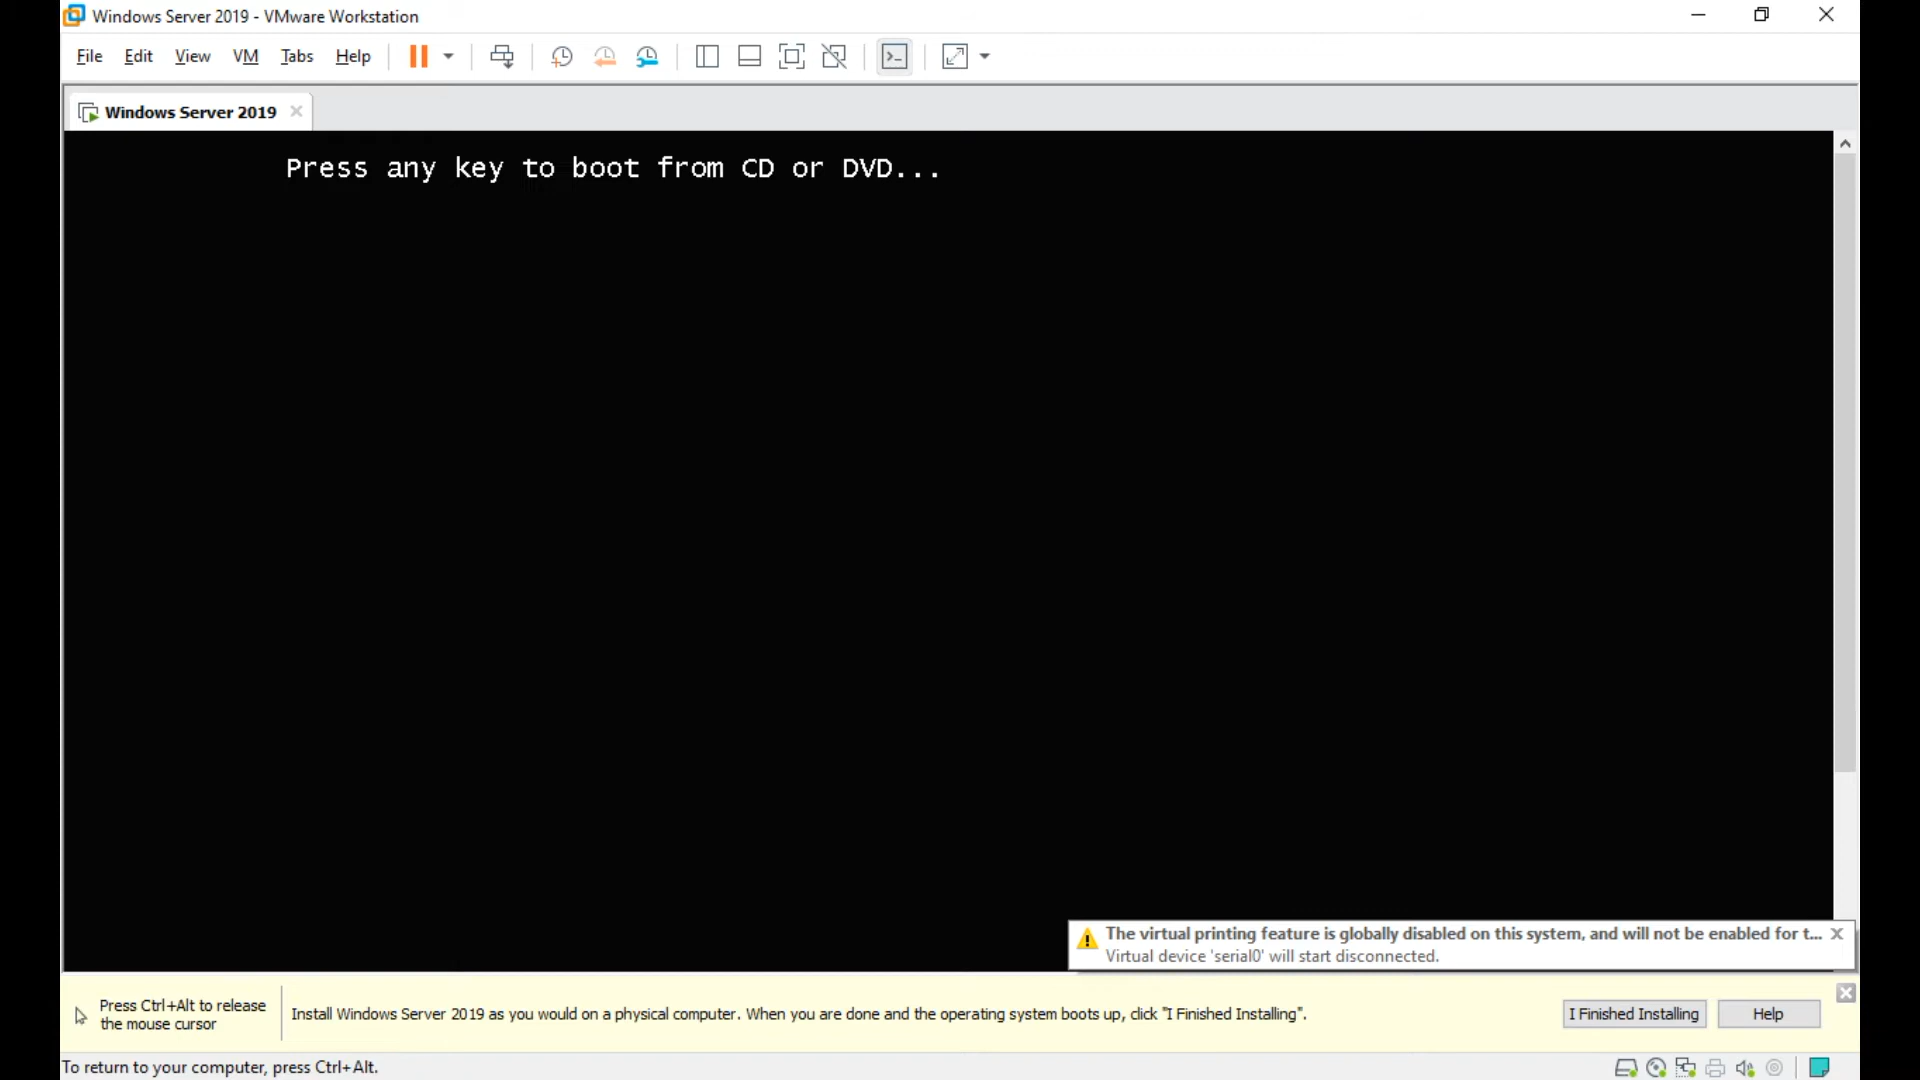 Windows Server 2019 - VMware Workstation
File Edit View VM Tabs Help
Windows Server 2019
Press any key to boot from CD or DVD...
The virtual printing feature is globally disabled on this system, and will not be enabled for t...
Virtual device 'serial0' will start disconnected.
Press Ctrl+Alt to release
the mouse cursor
Install Windows Server 2019 as you would on a physical computer. When you are done and the operating system boots up, click "I Finished Installing".
I Finished Installing
Help
To return to your computer, press Ctrl+Alt.